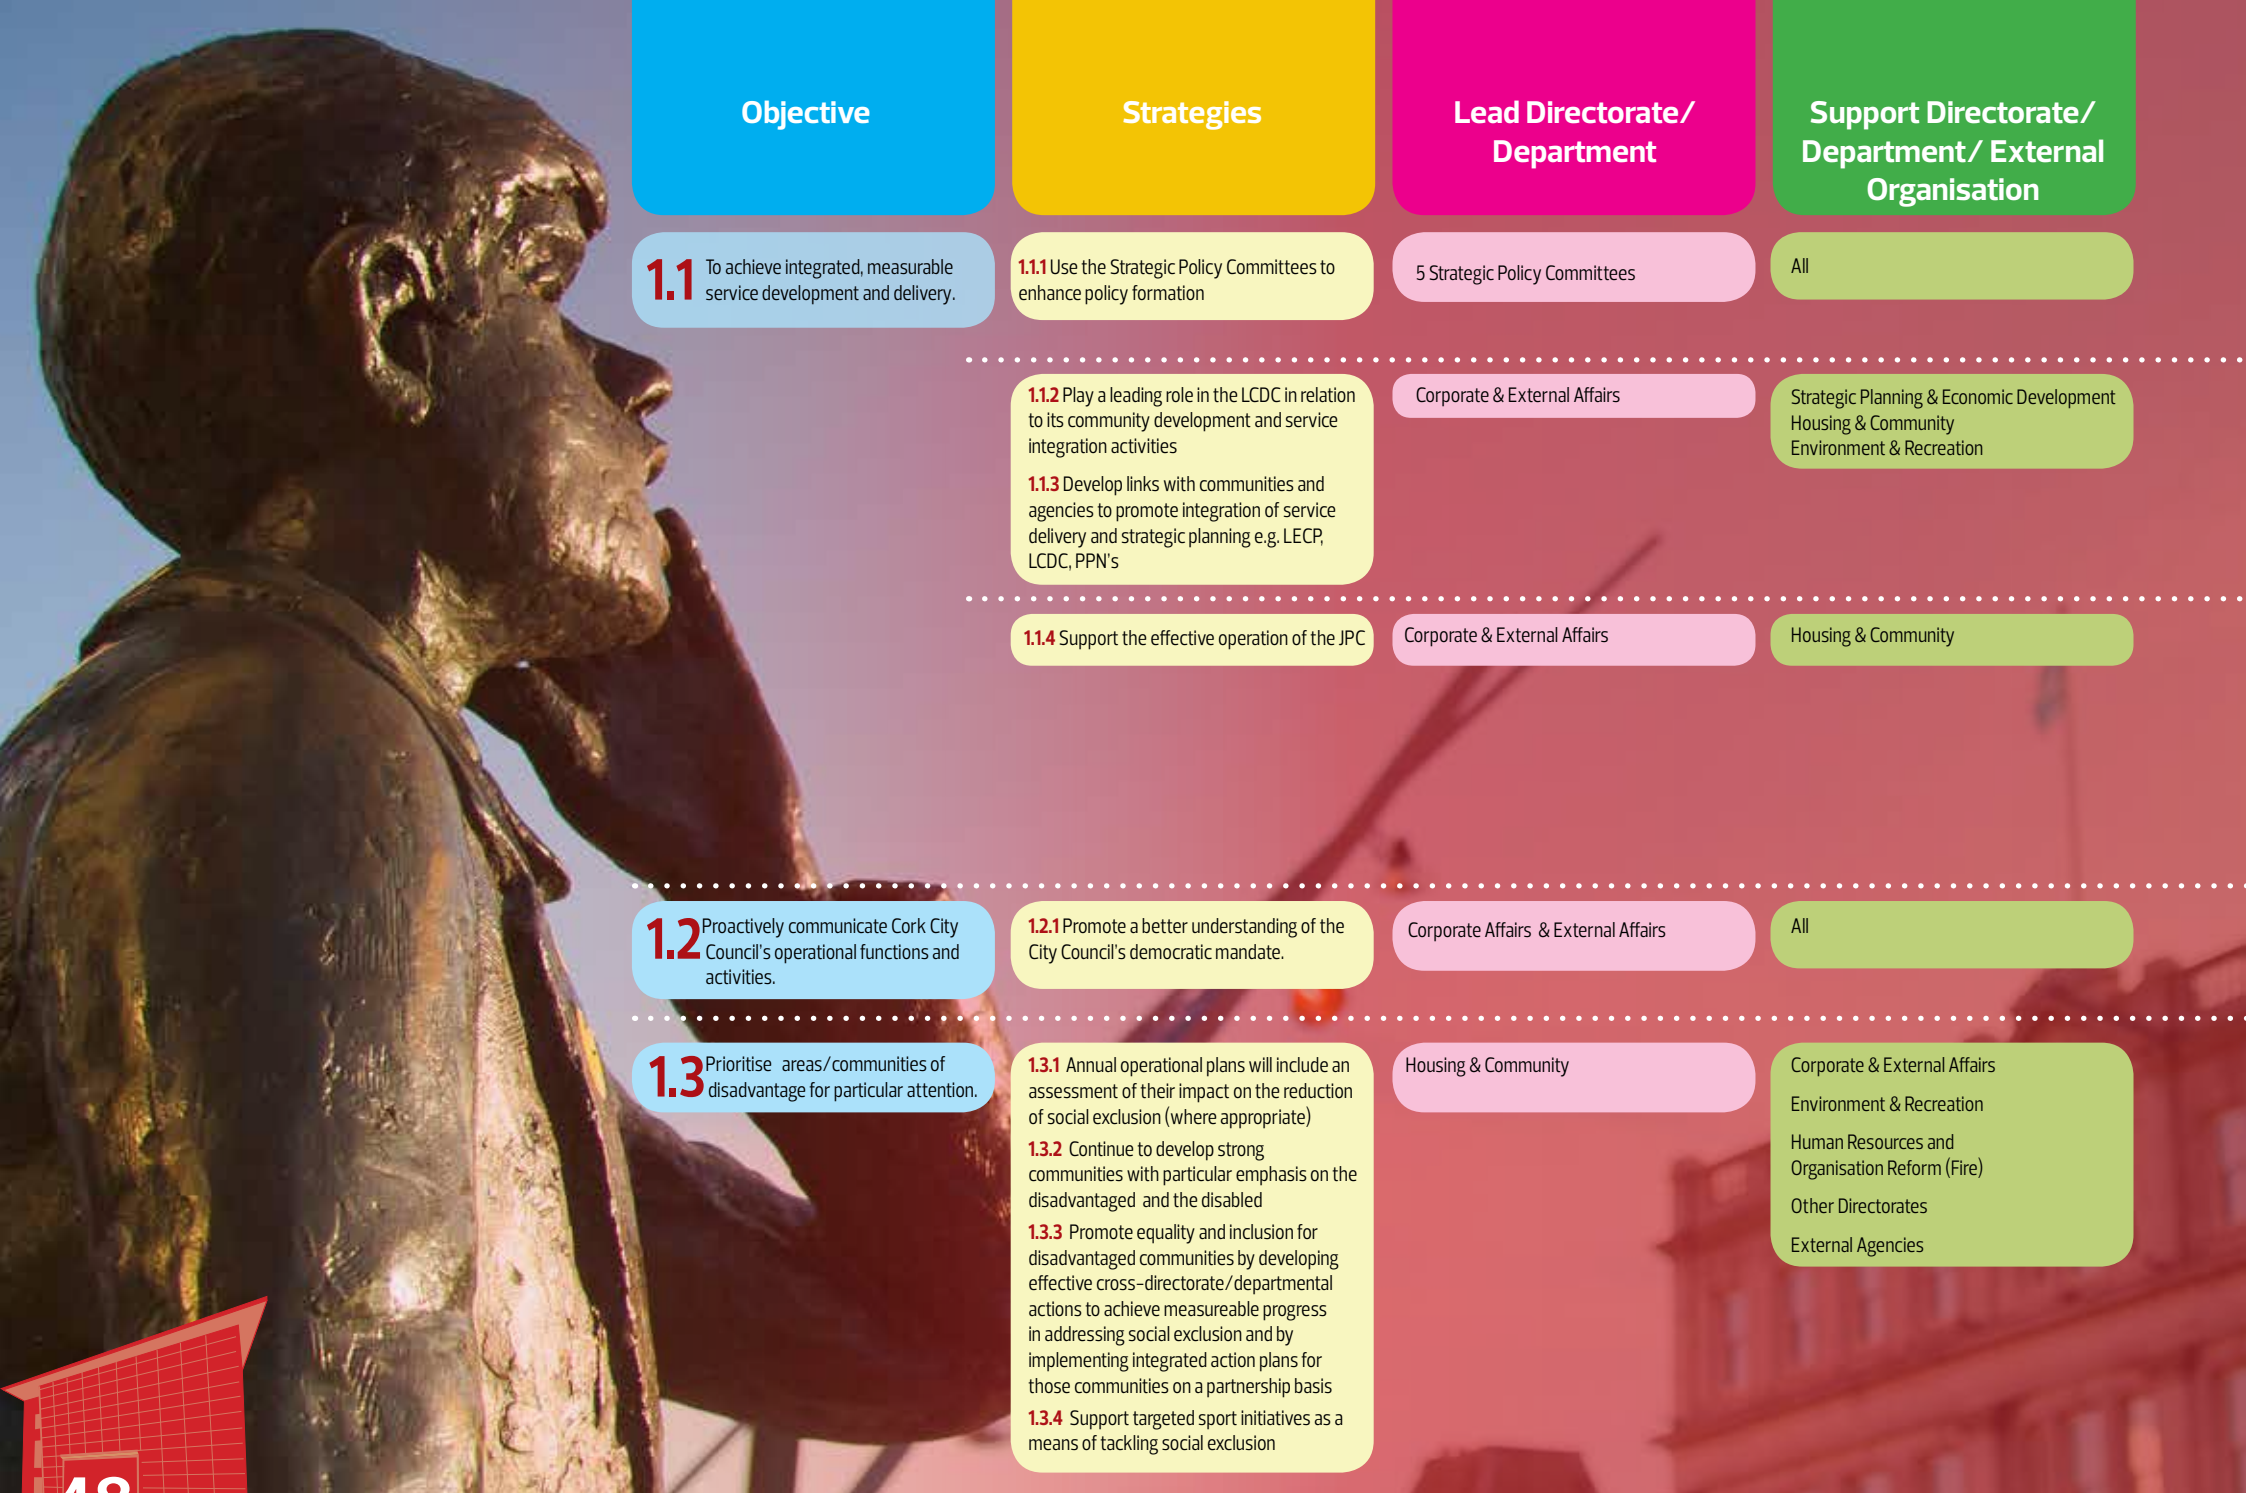 Objective
Strategies
Lead Directorate/
Department
Support Directorate/
Department/ External
Organisation
1.1 To achieve integrated, measurable
service development and delivery.
1.1.1 Use the Strategic Policy Committees to
enhance policy formation
5 Strategic Policy Committees
All
1.1.2 Play a leading role in the LCDC in relation
to its community development and service
integration activities
1.1.3 Develop links with communities and
agencies to promote integration of service
delivery and strategic planning e.g. LECP,
LCDC, PPN's
Corporate & External Affairs
Strategic Planning & Economic Development
Housing & Community
Environment & Recreation
1.1.4 Support the effective operation of the JPC
Corporate & External Affairs
Housing & Community
1.2 Proactively communicate Cork City
Council's operational functions and
activities.
1.2.1 Promote a better understanding of the
City Council's democratic mandate.
Corporate Affairs & External Affairs
All
1.3 Prioritise areas/communities of
disadvantage for particular attention.
1.3.1 Annual operational plans will include an
assessment of their impact on the reduction
of social exclusion (where appropriate)
1.3.2 Continue to develop strong
communities with particular emphasis on the
disadvantaged and the disabled
1.3.3 Promote equality and inclusion for
disadvantaged communities by developing
effective cross-directorate/departmental
actions to achieve measureable progress
in addressing social exclusion and by
implementing integrated action plans for
those communities on a partnership basis
1.3.4 Support targeted sport initiatives as a
means of tackling social exclusion
Housing & Community
Corporate & External Affairs
Environment & Recreation
Human Resources and
Organisation Reform (Fire)
Other Directorates
External Agencies